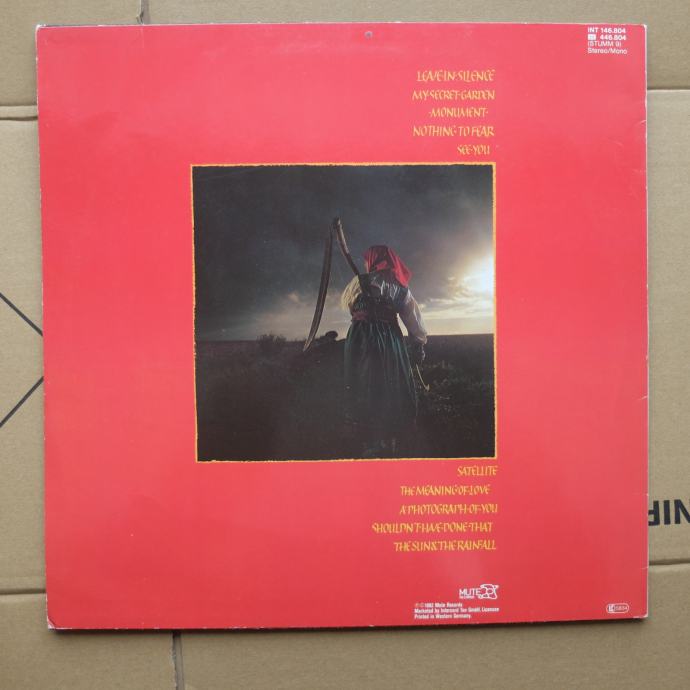 INT 146.804
446.804
(STUMM 9)
Stereo/Mono
LEAVE·IN·SILENCE
MY·SECRET·GARDEN
·MONUMENT·
NOTHING·TO·FEAR
SEE·YOU
SATELLITE
THE·MEANING·OF·LOVE
A·PHOTOGRAPH·OF·YOU
SHOULDN'T·HAVE·DONE·THAT
THE·SUN&THE·RAINFALL
MUTE
℗©1982 Mute Records
Marketed by Intercord Ton GmbH, Licensee
Printed in Western Germany.